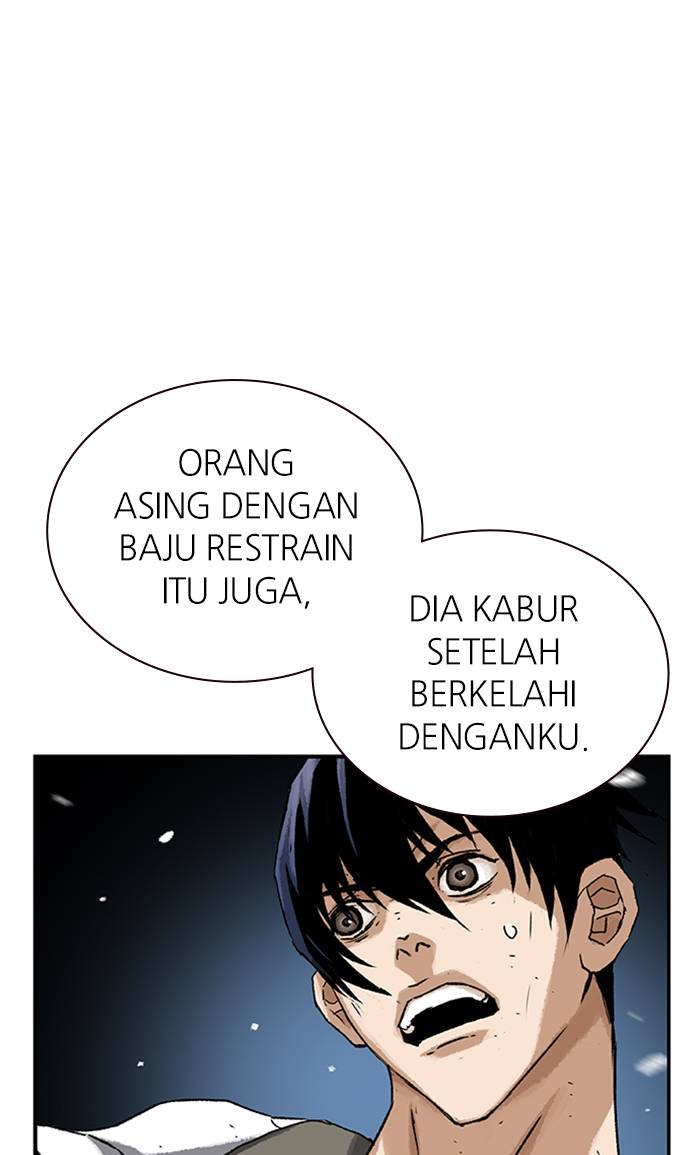 ORANG
ASING DENGAN
BAJU RESTRAIN
ITU JUGA,
DIA KABUR
SETELAH
BERKELAHI
DENGANKU.